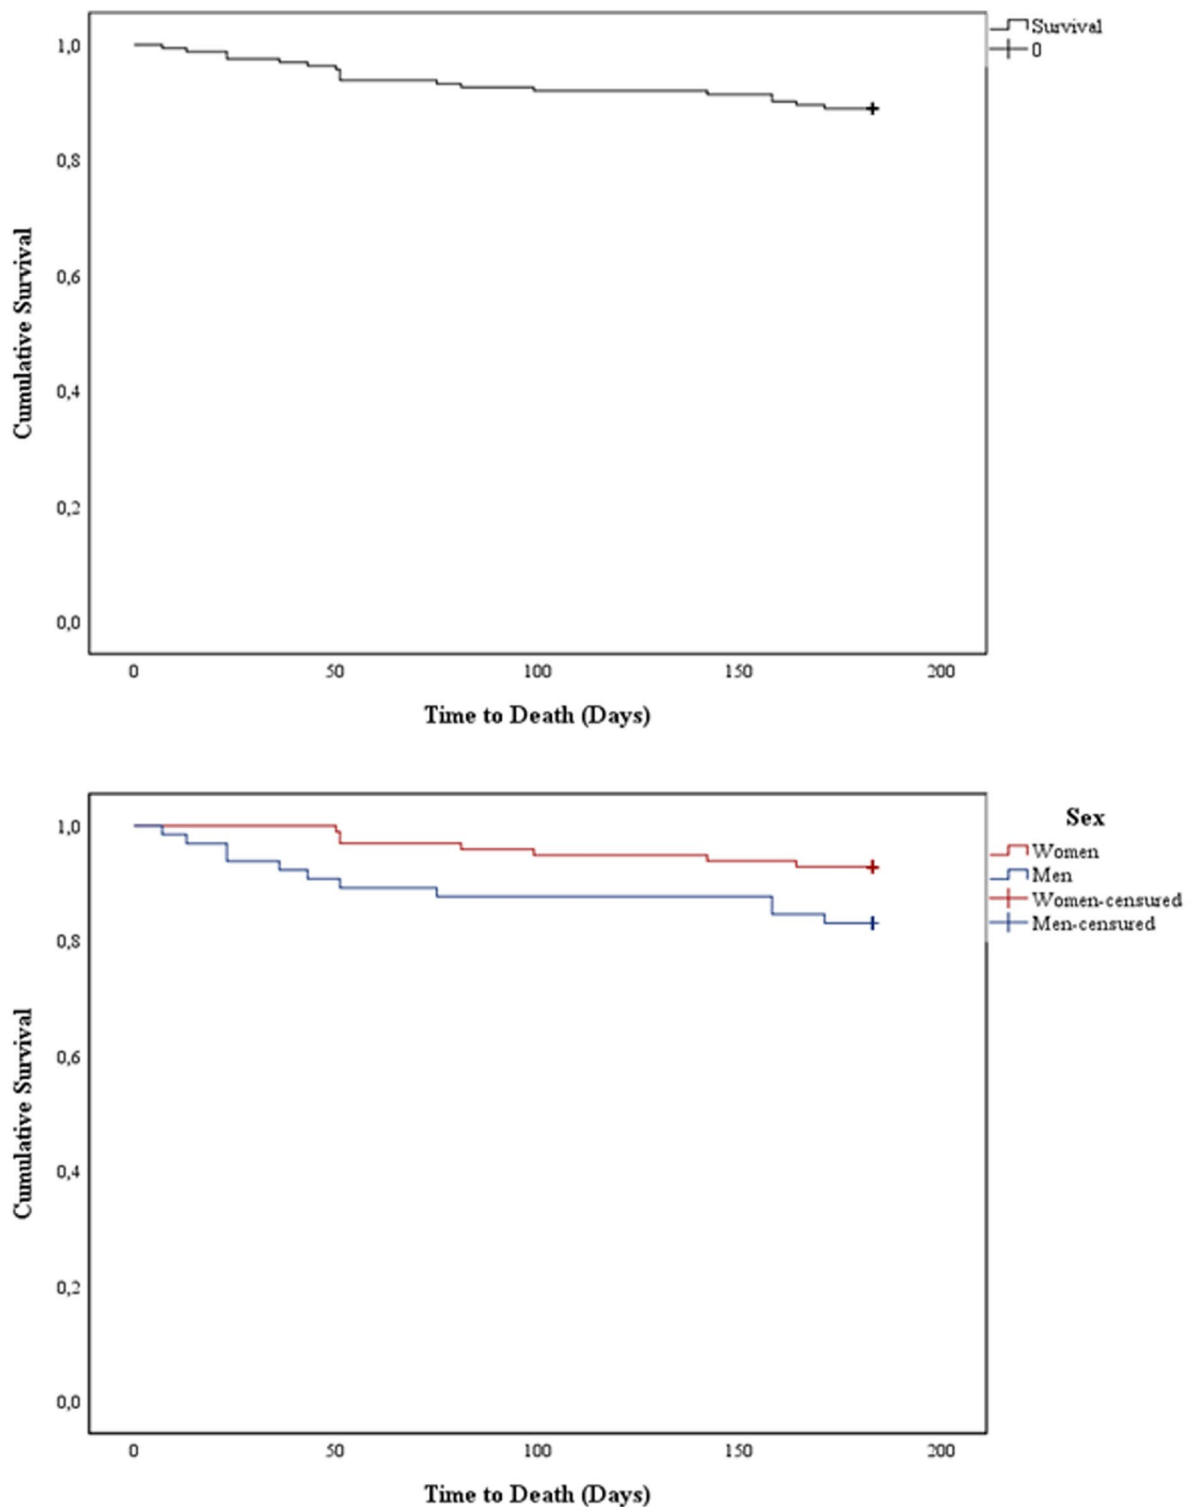 1,0
0,8
0,6
0,4
0,2
0,0
Cumulative Survival
0 50 100 150 200
Time to Death (Days)
Survival
0
1,0
0,8
0,6
0,4
0,2
0,0
Cumulative Survival
0 50 100 150 200
Time to Death (Days)
Sex
Women
Men
Women-censured
Men-censured